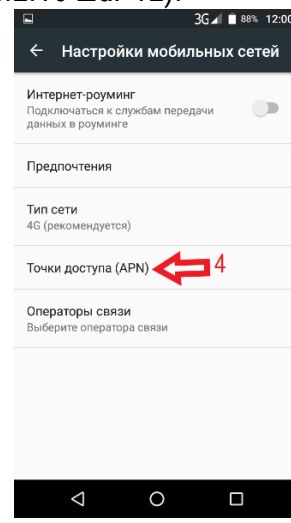 3G 88% 12:00
Настройки мобильных сетей
Интернет-роуминг
Подключаться к службам передачи
данных в роуминге
Предпочтения
Тип сети
4G (рекомендуется)
Точки доступа (APN) 4
Операторы связи
Выберите оператора связи